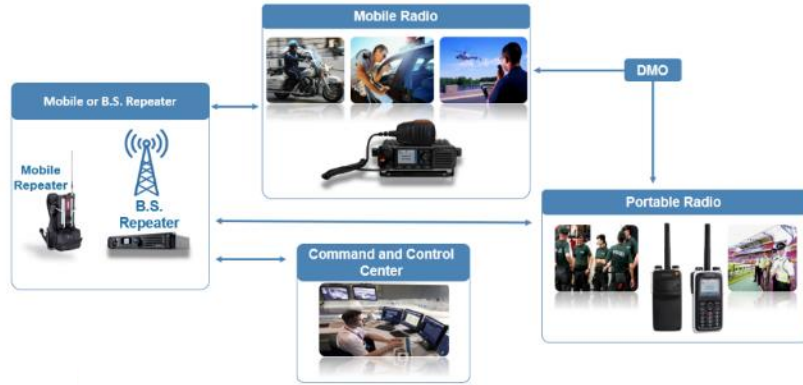 Mobile Radio
DMO
Mobile or B.S. Repeater
Mobile
Repeater
B.S.
Repeater
Portable Radio
Command and Control
Center